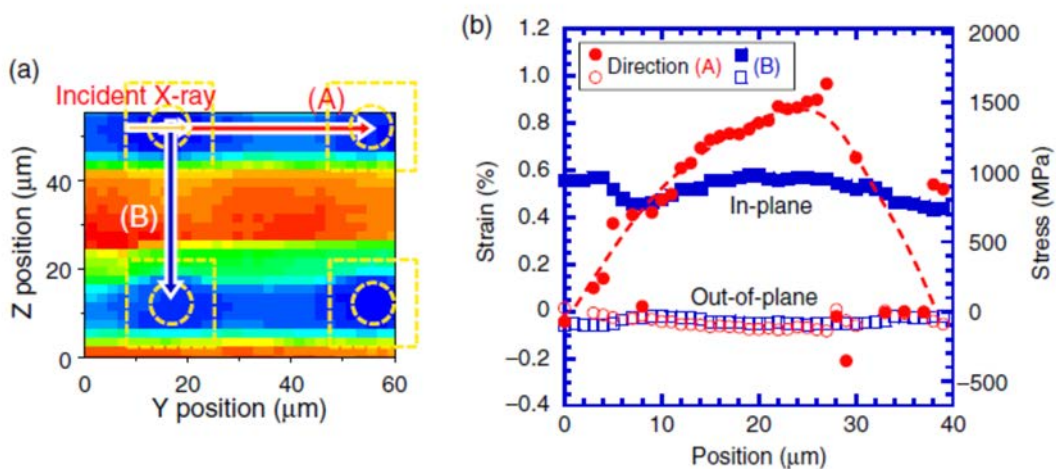 (a)
Incident X-ray
(A)
(B)
Z position (μm)
40
20
0
0
20
40
60
Y position (μm)
(b)
1.2
1.0
0.8
0.6
0.4
0.2
0
−0.2
−0.4
Strain (%)
Direction (A)
(B)
In-plane
Out-of-plane
2000
1500
1000
500
0
−500
Stress (MPa)
0
10
20
30
40
Position (μm)